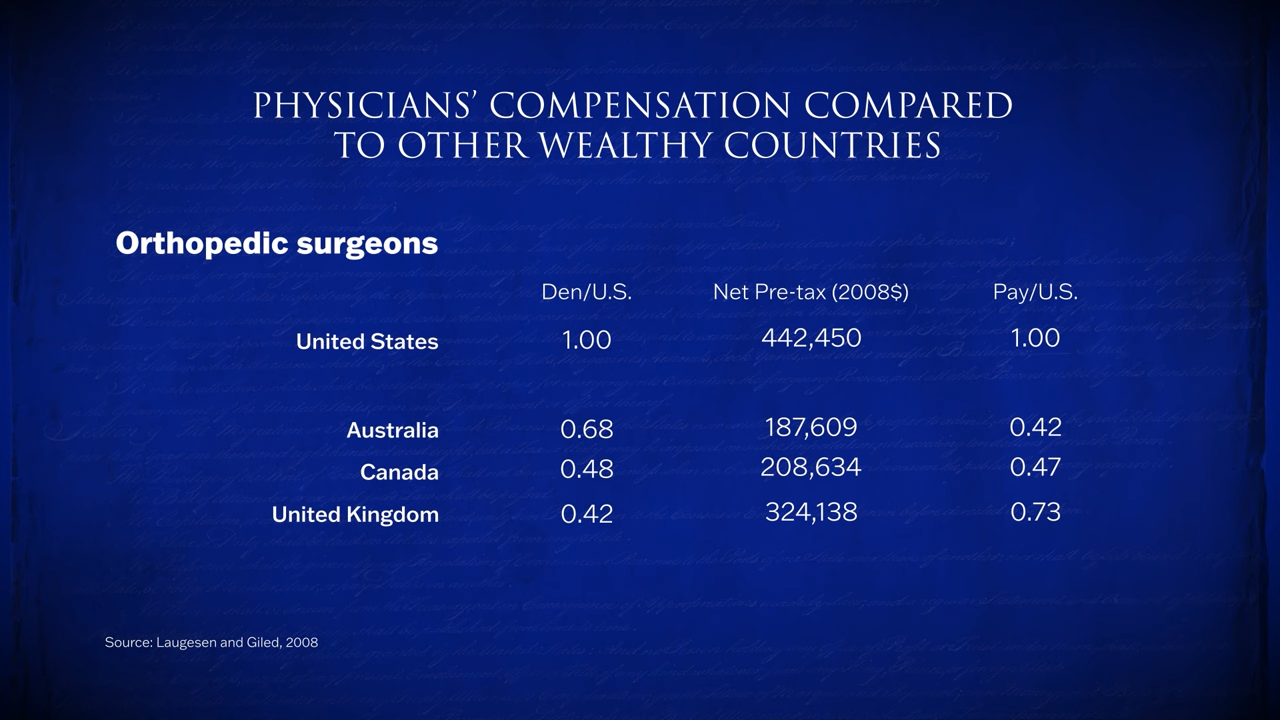 PHYSICIANS’ COMPENSATION COMPARED
TO OTHER WEALTHY COUNTRIES
Orthopedic surgeons
Den/U.S. Net Pre-tax (2008$) Pay/U.S.
United States 1.00 442,450 1.00
Australia 0.68 187,609 0.42
Canada 0.48 208,634 0.47
United Kingdom 0.42 324,138 0.73
Source: Laugesen and Giled, 2008